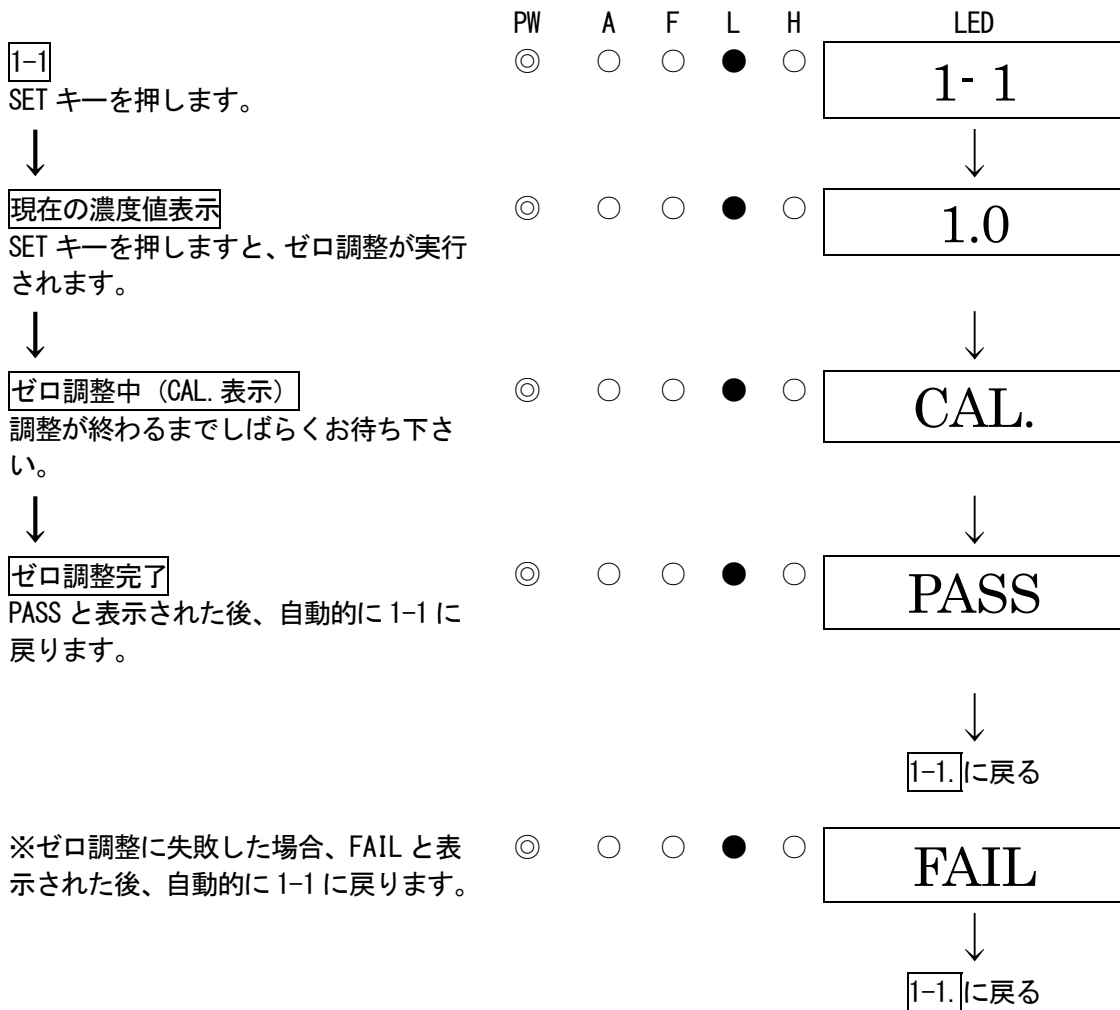 PW A F L H LED
1-1 ◎ ○ ○ ● ○ 1- 1
SET キーを押します。
↓ ↓
現在の濃度値表示 ◎ ○ ○ ● ○ 1.0
SET キーを押しますと、ゼロ調整が実行
されます。
↓ ↓
ゼロ調整中（CAL.表示） ◎ ○ ○ ● ○ CAL.
調整が終わるまでしばらくお待ち下さ
い。
↓ ↓
ゼロ調整完了 ◎ ○ ○ ● ○ PASS
PASS と表示された後、自動的に 1-1 に
戻ります。
↓
1-1.に戻る
※ゼロ調整に失敗した場合、FAIL と表 ◎ ○ ○ ● ○ FAIL
示された後、自動的に 1-1 に戻ります。
↓
1-1.に戻る